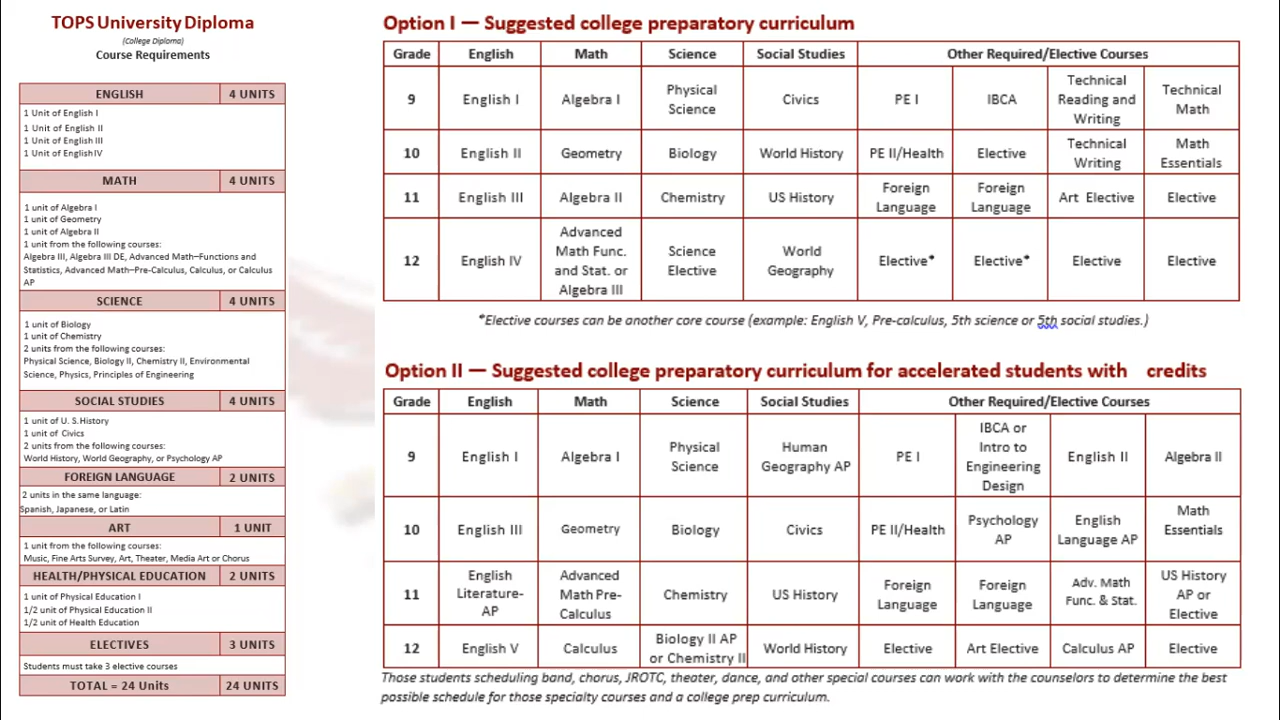 TOPS University Diploma
(College Diploma)
Course Requirements
ENGLISH 4 UNITS
1 Unit of English I
1 Unit of English II
1 Unit of English III
1 Unit of English IV
MATH 4 UNITS
1 unit of Algebra I
1 unit of Geometry
1 unit of Algebra II
1 unit from the following courses:
Algebra III, Algebra III DE, Advanced Math–Functions and
Statistics, Advanced Math–Pre-Calculus, Calculus, or Calculus
AP
SCIENCE 4 UNITS
1 unit of Biology
1 unit of Chemistry
2 units from the following courses:
Physical Science, Biology II, Chemistry II, Environmental
Science, Physics, Principles of Engineering
SOCIAL STUDIES 4 UNITS
1 unit of U. S. History
1 unit of Civics
2 units from the following courses:
World History, World Geography, or Psychology AP
FOREIGN LANGUAGE 2 UNITS
2 units in the same language:
Spanish, Japanese, or Latin
ART 1 UNIT
1 unit from the following courses:
Music, Fine Arts Survey, Art, Theater, Media Art or Chorus
HEALTH/PHYSICAL EDUCATION 2 UNITS
1 unit of Physical Education I
1/2 unit of Physical Education II
1/2 unit of Health Education
ELECTIVES 3 UNITS
Students must take 3 elective courses
TOTAL = 24 Units 24 UNITS
Option I — Suggested college preparatory curriculum
Grade English Math Science Social Studies Other Required/Elective Courses
9 English I Algebra I Physical Science Civics PE I IBCA Technical Reading and Writing Technical Math
10 English II Geometry Biology World History PE II/Health Elective Technical Writing Math Essentials
11 English III Algebra II Chemistry US History Foreign Language Foreign Language Art Elective Elective
12 English IV Advanced Math Func. and Stat. or Algebra III Science Elective World Geography Elective* Elective* Elective Elective
*Elective courses can be another core course (example: English V, Pre-calculus, 5th science or 5th social studies.)
Option II — Suggested college preparatory curriculum for accelerated students with credits
Grade English Math Science Social Studies Other Required/Elective Courses
9 English I Algebra I Physical Science Human Geography AP PE I IBCA or Intro to Engineering Design English II Algebra II
10 English III Geometry Biology Civics PE II/Health Psychology AP English Language AP Math Essentials
11 English Literature-AP Advanced Math Pre-Calculus Chemistry US History Foreign Language Foreign Language Adv. Math Func. & Stat. US History AP or Elective
12 English V Calculus Biology II AP or Chemistry II World History Elective Art Elective Calculus AP Elective
Those students scheduling band, chorus, JROTC, theater, dance, and other special courses can work with the counselors to determine the best
possible schedule for those specialty courses and a college prep curriculum.